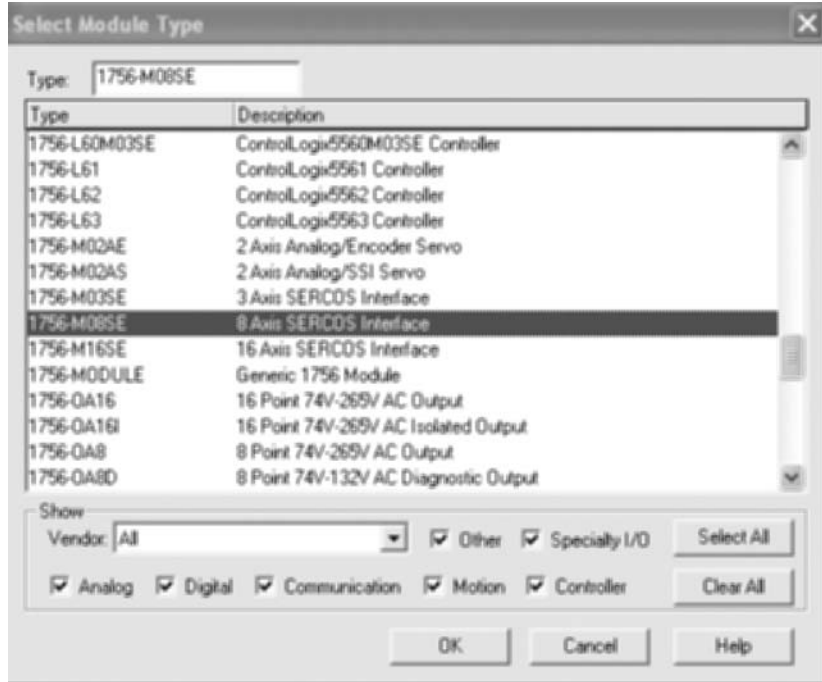 Select Module Type
Type: 1756-M08SE
Type Description
1756-L60M03SE ControlLogix5560M03SE Controller
1756-L61 ControlLogix5561 Controller
1756-L62 ControlLogix5562 Controller
1756-L63 ControlLogix5563 Controller
1756-M02AE 2 Axis Analog/Encoder Servo
1756-M02AS 2 Axis Analog/SSI Servo
1756-M03SE 3 Axis SERCOS Interface
1756-M08SE 8 Axis SERCOS Interface
1756-M16SE 16 Axis SERCOS Interface
1756-MODULE Generic 1756 Module
1756-OA16 16 Point 74V-265V AC Output
1756-OA16I 16 Point 74V-265V AC Isolated Output
1756-OA8 8 Point 74V-265V AC Output
1756-OA8D 8 Point 74V-132V AC Diagnostic Output
Show
Vendor: All Other Specialty I/O Select All
Analog Digital Communication Motion Controller Clear All
OK Cancel Help